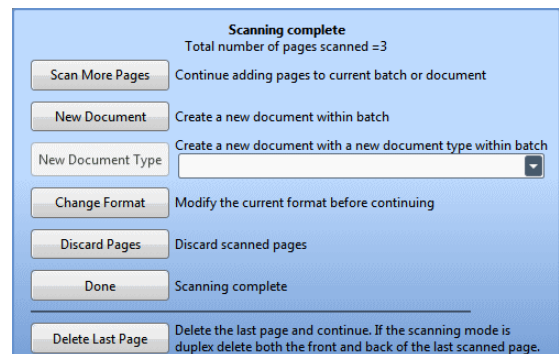 Scanning complete
Total number of pages scanned =3
Scan More Pages Continue adding pages to current batch or document
New Document Create a new document within batch
Create a new document with a new document type within batch
New Document Type
Change Format Modify the current format before continuing
Discard Pages Discard scanned pages
Done Scanning complete
Delete Last Page Delete the last page and continue. If the scanning mode is
duplex delete both the front and back of the last scanned page.